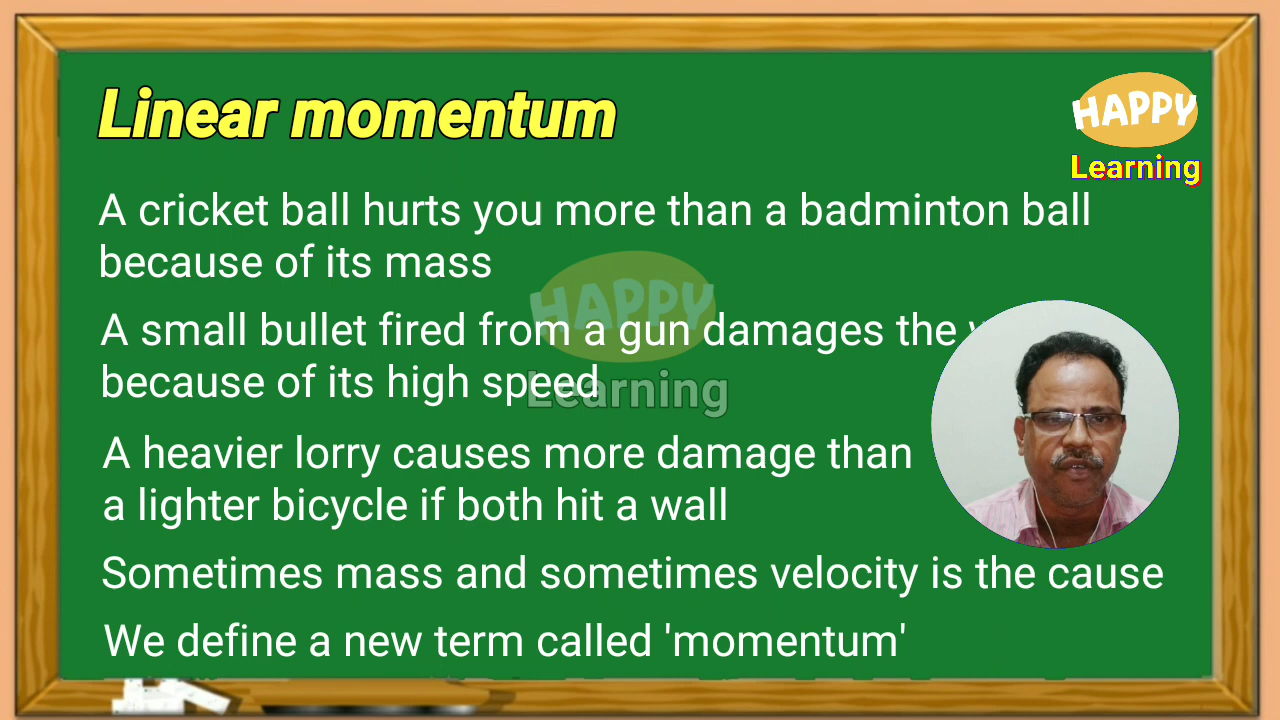 Linear momentum
HAPPY
Learning
A cricket ball hurts you more than a badminton ball
because of its mass
HAPPY
A small bullet fired from a gun damages the
because of its high speed
Learning
A heavier lorry causes more damage than
a lighter bicycle if both hit a wall
Sometimes mass and sometimes velocity is the cause
We define a new term called 'momentum'